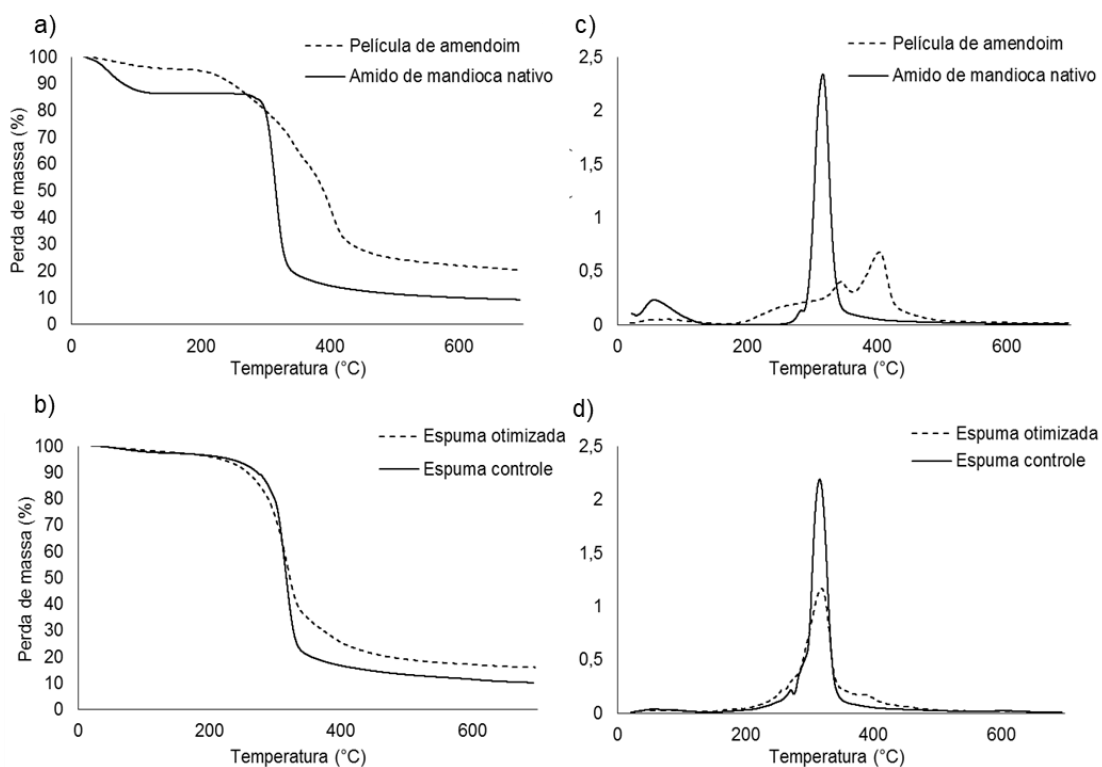 a)
Película de amendoim
Amido de mandioca nativo
100
90
80
70
60
50
40
30
20
10
0
Perda de massa (%)
0
200
400
600
Temperatura (°C)
c)
Película de amendoim
Amido de mandioca nativo
2,5
2
1,5
1
0,5
0
0
200
400
600
Temperatura (°C)
b)
Espuma otimizada
Espuma controle
100
90
80
70
60
50
40
30
20
10
0
Perda de massa (%)
0
200
400
600
Temperatura (°C)
d)
Espuma otimizada
Espuma controle
2,5
2
1,5
1
0,5
0
0
200
400
600
Temperatura (°C)